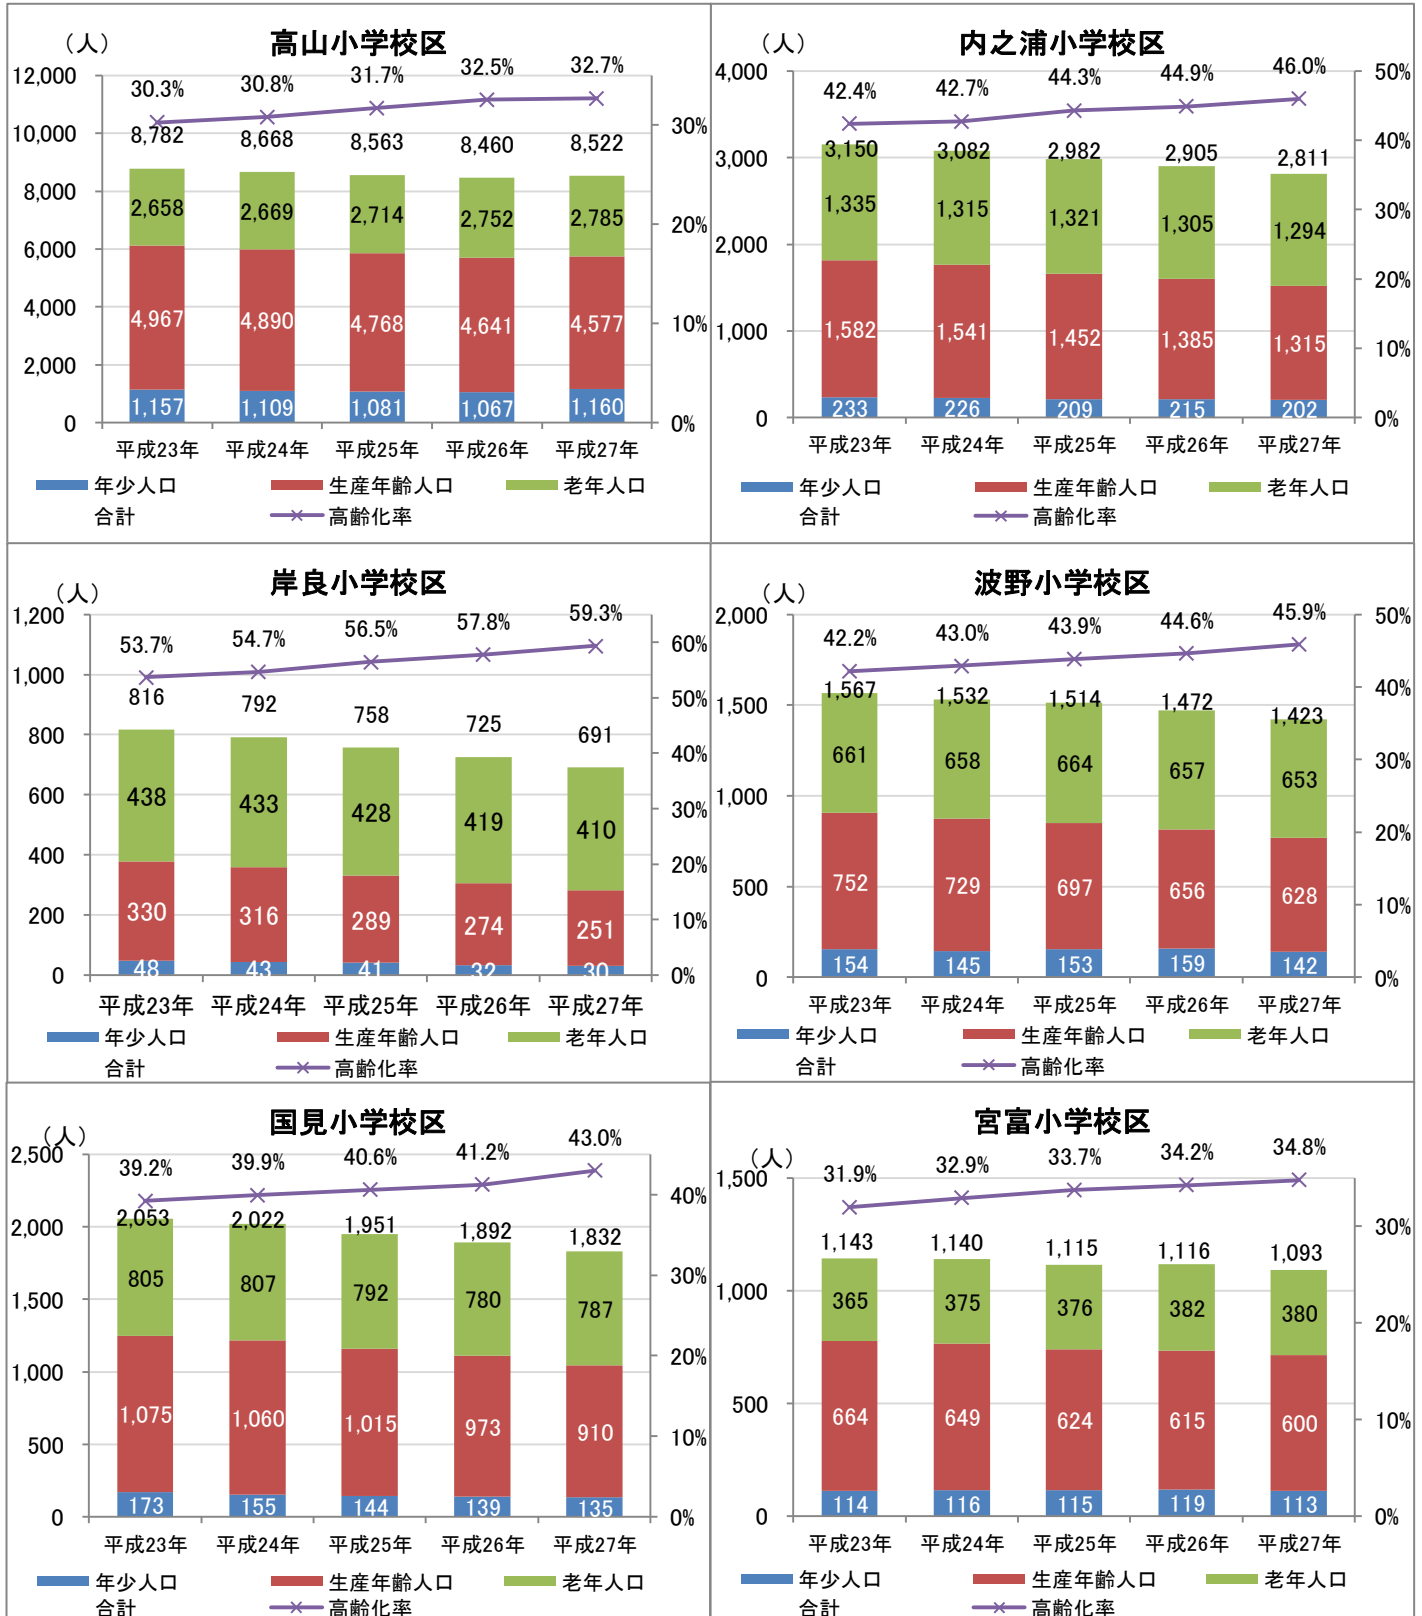 高山小学校区
（人）
30.3% 30.8% 31.7% 32.5% 32.7%
12,000
10,000
8,000
6,000
4,000
2,000
0
30%
20%
10%
0%
8,782 8,668 8,563 8,460 8,522
2,658 2,669 2,714 2,752 2,785
4,967 4,890 4,768 4,641 4,577
1,157 1,109 1,081 1,067 1,160
平成23年 平成24年 平成25年 平成26年 平成27年
年少人口 生産年齢人口 老年人口
合計 高齢化率
内之浦小学校区
（人）
42.4% 42.7% 44.3% 44.9% 46.0%
4,000
3,000
2,000
1,000
0
50%
40%
30%
20%
10%
0%
3,150 3,082 2,982 2,905 2,811
1,335 1,315 1,321 1,305 1,294
1,582 1,541 1,452 1,385 1,315
233 226 209 215 202
平成23年 平成24年 平成25年 平成26年 平成27年
年少人口 生産年齢人口 老年人口
合計 高齢化率
岸良小学校区
（人）
53.7% 54.7% 56.5% 57.8% 59.3%
1,200
1,000
800
600
400
200
0
60%
50%
40%
30%
20%
10%
0%
816 792 758 725 691
438 433 428 419 410
330 316 289 274 251
48 43 41 32 30
平成23年 平成24年 平成25年 平成26年 平成27年
年少人口 生産年齢人口 老年人口
合計 高齢化率
波野小学校区
（人）
42.2% 43.0% 43.9% 44.6% 45.9%
2,000
1,500
1,000
500
0
50%
40%
30%
20%
10%
0%
1,567 1,532 1,514 1,472 1,423
661 658 664 657 653
752 729 697 656 628
154 145 153 159 142
平成23年 平成24年 平成25年 平成26年 平成27年
年少人口 生産年齢人口 老年人口
合計 高齢化率
国見小学校区
（人）
39.2% 39.9% 40.6% 41.2% 43.0%
2,500
2,000
1,500
1,000
500
0
40%
30%
20%
10%
0%
2,053 2,022 1,951 1,892 1,832
805 807 792 780 787
1,075 1,060 1,015 973 910
173 155 144 139 135
平成23年 平成24年 平成25年 平成26年 平成27年
年少人口 生産年齢人口 老年人口
合計 高齢化率
宮富小学校区
（人）
31.9% 32.9% 33.7% 34.2% 34.8%
1,500
1,000
500
0
30%
20%
10%
0%
1,143 1,140 1,115 1,116 1,093
365 375 376 382 380
664 649 624 615 600
114 116 115 119 113
平成23年 平成24年 平成25年 平成26年 平成27年
年少人口 生産年齢人口 老年人口
合計 高齢化率